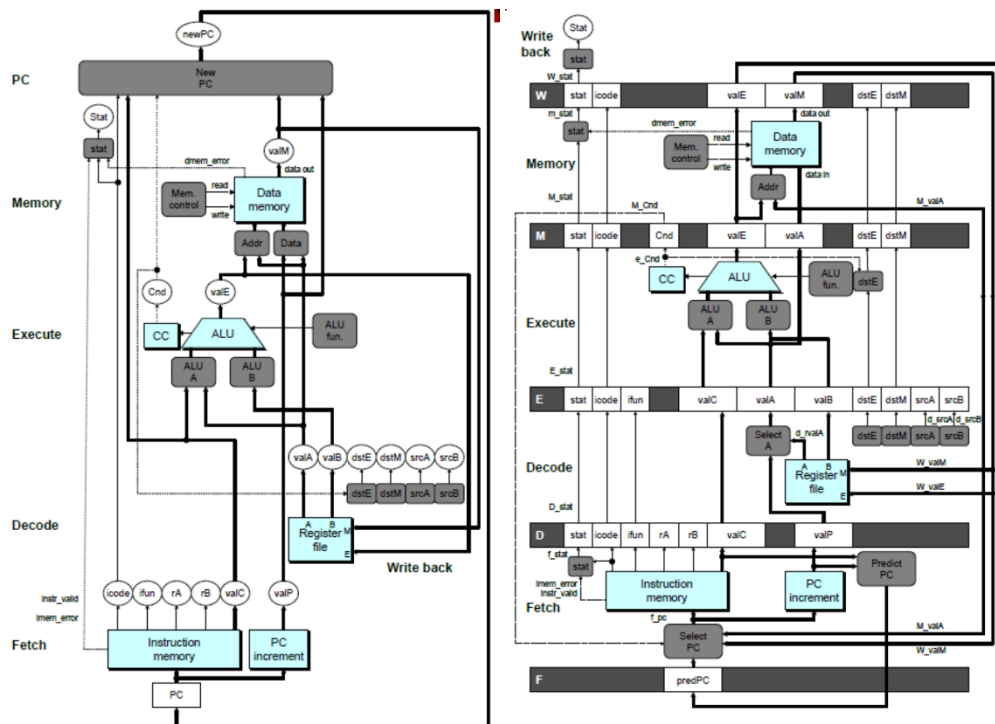 newPC
PC
New
PC
Stat
stat
valM
dmem_error
data out
Memory
Mem.
control
read
write
Data
memory
Addr
Data
Cnd
valE
Execute
CC
ALU
ALU
fun.
ALU
A
ALU
B
valA
valB
dstE
dstM
srcA
srcB
dstE
dstM
srcA
srcB
Decode
A
B
M
Register
file
E
Write back
icode
ifun
rA
rB
valC
valP
Instr_valid
Imem_error
Fetch
Instruction
memory
PC
increment
PC
Stat
Write
back
stat
W_stat
W
stat
icode
valE
valM
dstE
dstM
m_stat
data out
stat
dmem_error
read
Mem.
control
write
Data
memory
Memory
data in
Addr
M_stat
M_Cnd
M_valA
M
stat
icode
Cnd
valE
valA
dstE
dstM
e_Cnd
CC
ALU
ALU
fun.
dstE
ALU
A
ALU
B
Execute
E_stat
E
stat
icode
ifun
valC
valA
valB
dstE
dstM
srcA
srcB
d_srcA
d_srcB
Select
A
d_rvalA
dstE
dstM
srcA
srcB
Decode
A
B
M
Register
file
E
W_valM
W_valE
D_stat
D
stat
icode
ifun
rA
rB
valC
valP
f_stat
stat
Imem_error
Instr_valid
Instruction
memory
PC
increment
Predict
PC
Fetch
f_pc
Select
PC
M_valA
W_valM
F
predPC